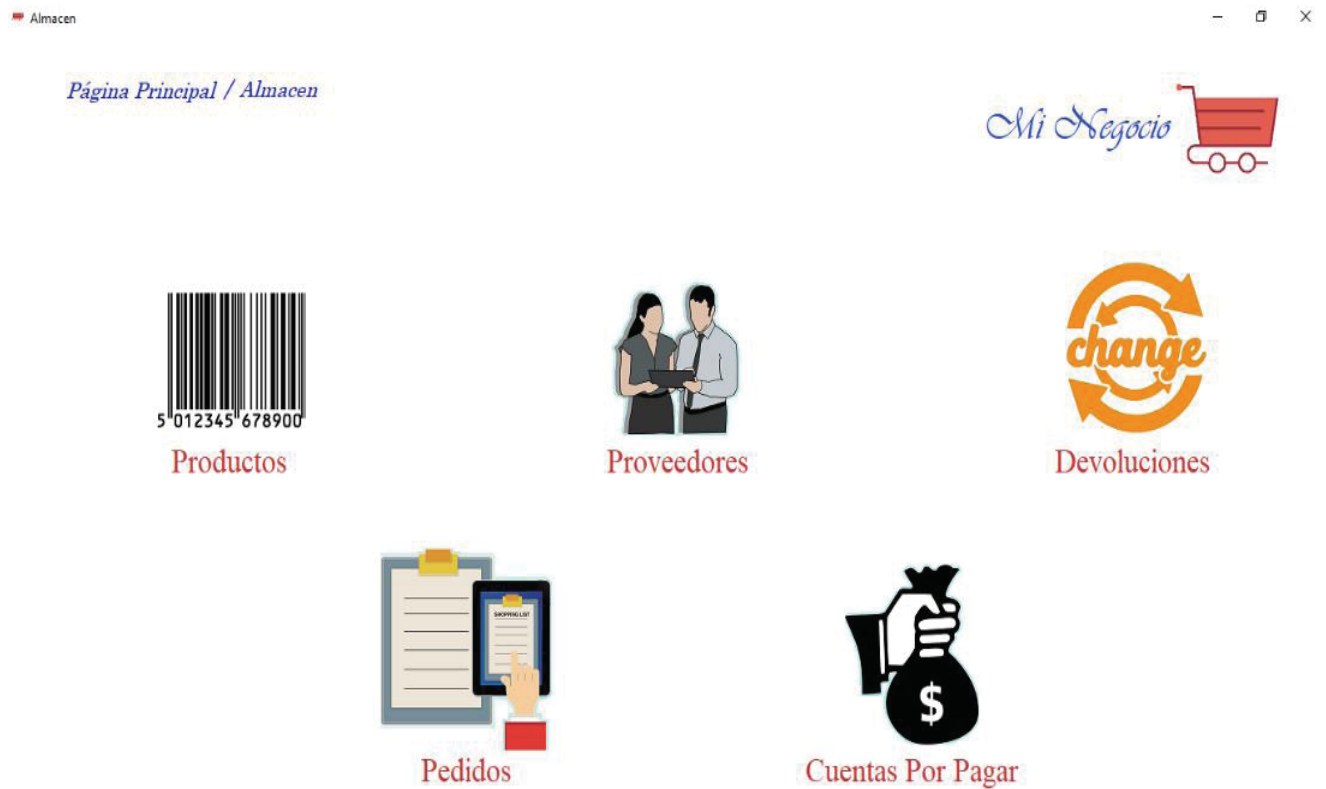 Almacen
Página Principal / Almacen
Mi Negocio
change
5 012345 678900
Productos
Proveedores
Devoluciones
SHOPPING LIST
$
Pedidos
Cuentas Por Pagar